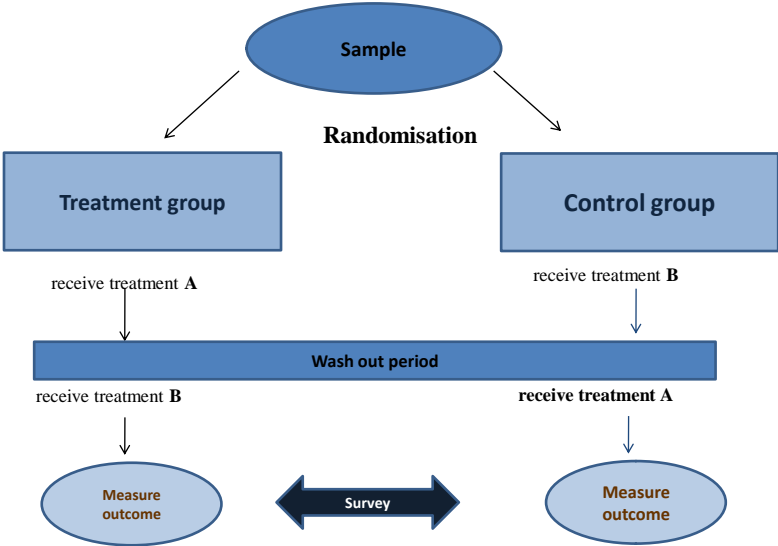 Sample
Randomisation
Treatment group
Control group
receive treatment A
receive treatment B
Wash out period
receive treatment B
receive treatment A
Measure
outcome
Survey
Measure
outcome